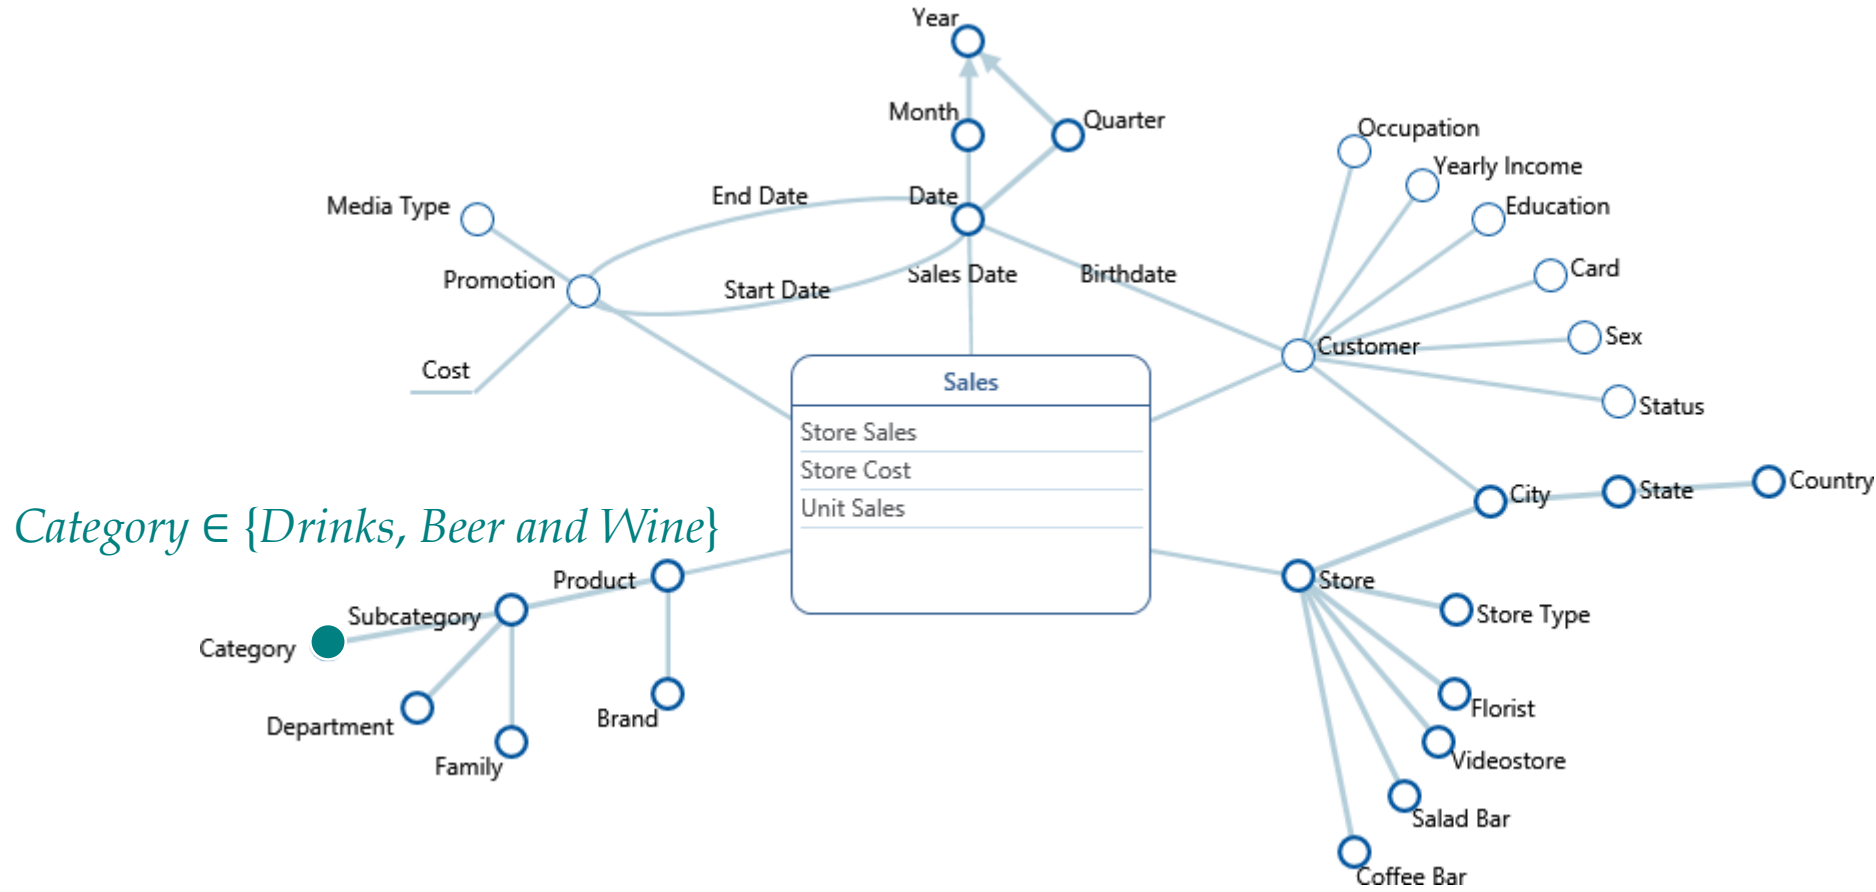 Year
Month
Quarter
Occupation
Yearly Income
Media Type
End Date
Date
Education
Promotion
Start Date
Sales Date
Birthdate
Card
Cost
Customer
Sex
Sales
Status
Store Sales
Store Cost
Unit Sales
City
State
Country
Category ∈ {Drinks, Beer and Wine}
Product
Store
Subcategory
Store Type
Category
Department
Brand
Florist
Family
Videostore
Salad Bar
Coffee Bar